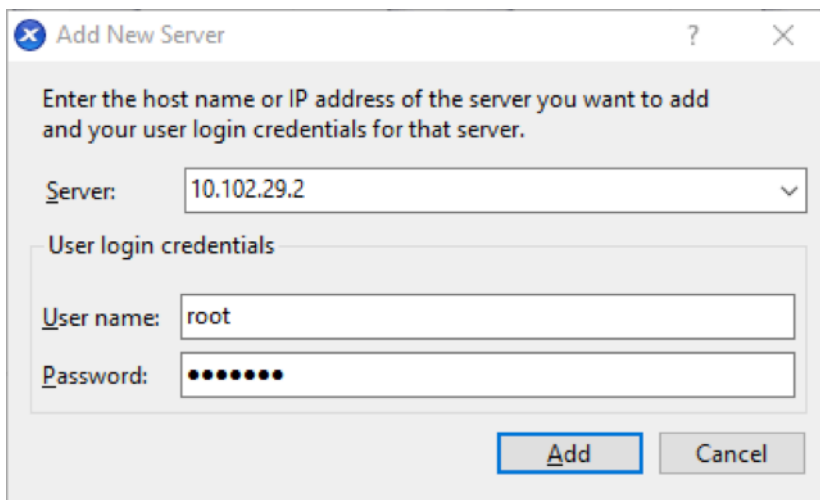 Add New Server
?
Enter the host name or IP address of the server you want to add
and your user login credentials for that server.
Server: 10.102.29.2
User login credentials
User name: root
Password: •••••••
Add Cancel